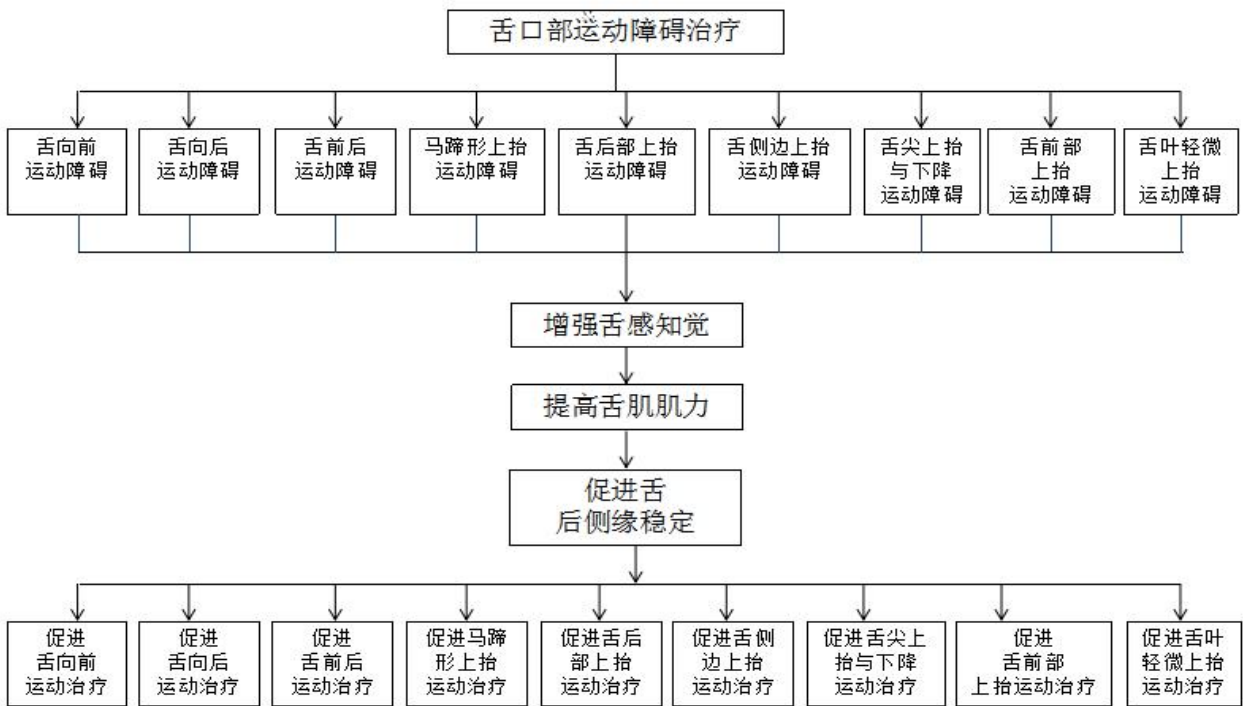 舌口部运动障碍治疗
舌向前
运动障碍
舌向后
运动障碍
舌前后
运动障碍
马蹄形上抬
运动障碍
舌后部上抬
运动障碍
舌侧边上抬
运动障碍
舌尖上抬
与下降
运动障碍
舌前部
上抬
运动障碍
舌叶轻微
上抬
运动障碍
增强舌感知觉
提高舌肌肌力
促进舌
后侧缘稳定
促进
舌向前
运动治疗
促进
舌向后
运动治疗
促进
舌前后
运动治疗
促进马蹄
形上抬
运动治疗
促进舌后
部上抬
运动治疗
促进舌侧
边上抬
运动治疗
促进舌尖上
抬与下降
运动治疗
促进
舌前部
上抬运动治疗
促进舌叶
轻微上抬
运动治疗